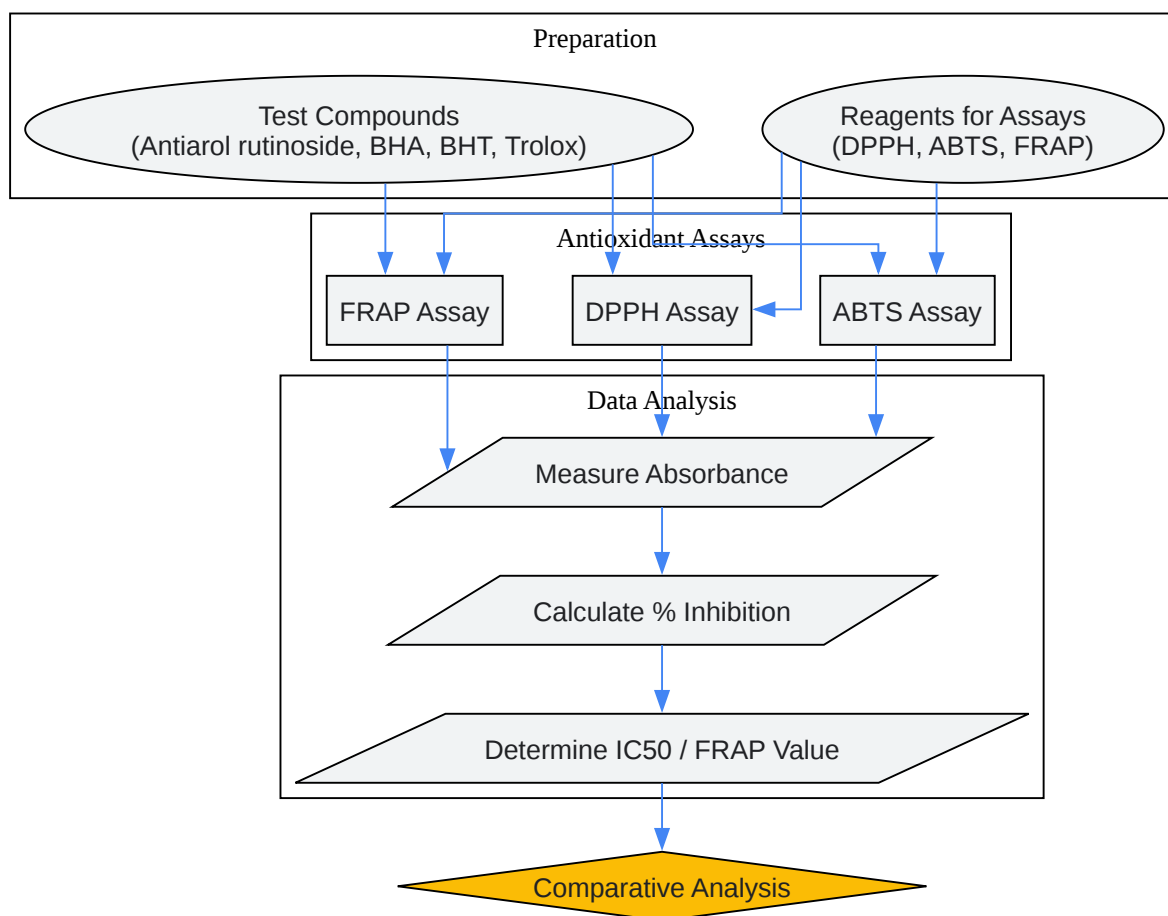 Preparation
Test Compounds
(Antiarol rutinoside, BHA, BHT, Trolox)
Reagents for Assays
(DPPH, ABTS, FRAP)
Antioxidant Assays
FRAP Assay
DPPH Assay
ABTS Assay
Data Analysis
Measure Absorbance
Calculate % Inhibition
Determine IC50 / FRAP Value
Comparative Analysis